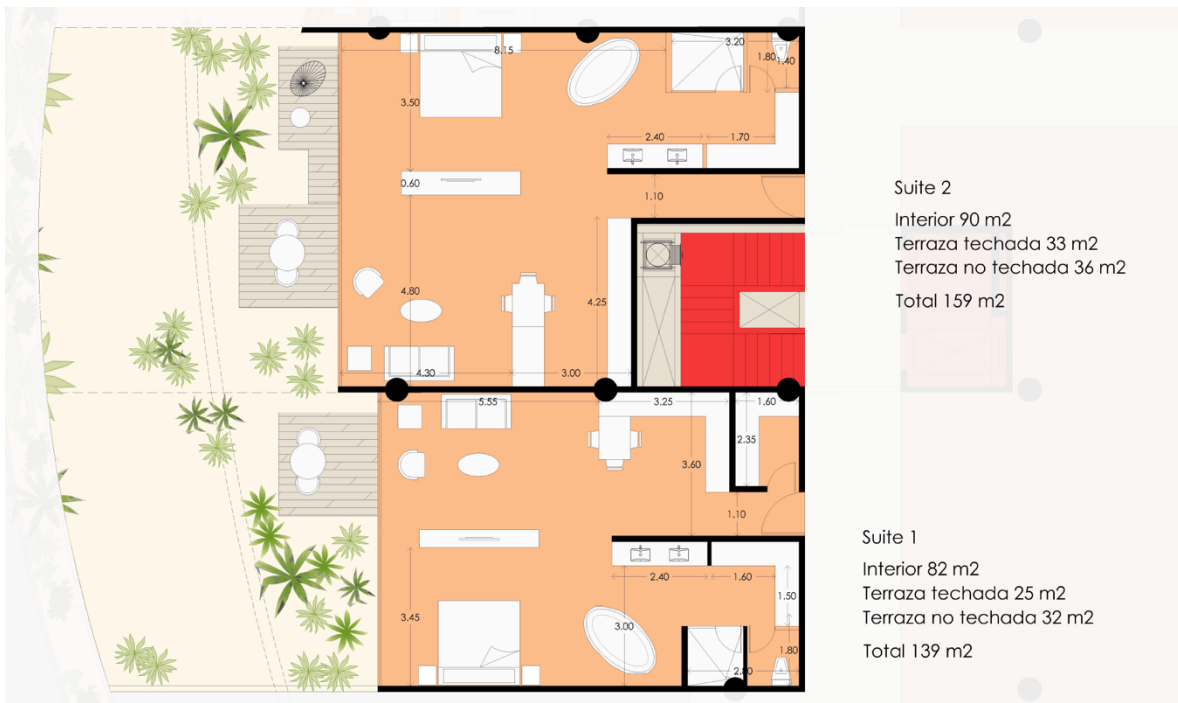 3.20
8.15
1.80
1.40
3.50
2.40
1.70
0.60
1.10
4.80
4.25
4.30
3.00
Suite 2
Interior 90 m2
Terraza techada 33 m2
Terraza no techada 36 m2
Total 159 m2
5.55
3.25
1.60
2.35
3.60
1.10
2.40
1.60
1.50
3.45
3.00
1.80
2.80
Suite 1
Interior 82 m2
Terraza techada 25 m2
Terraza no techada 32 m2
Total 139 m2